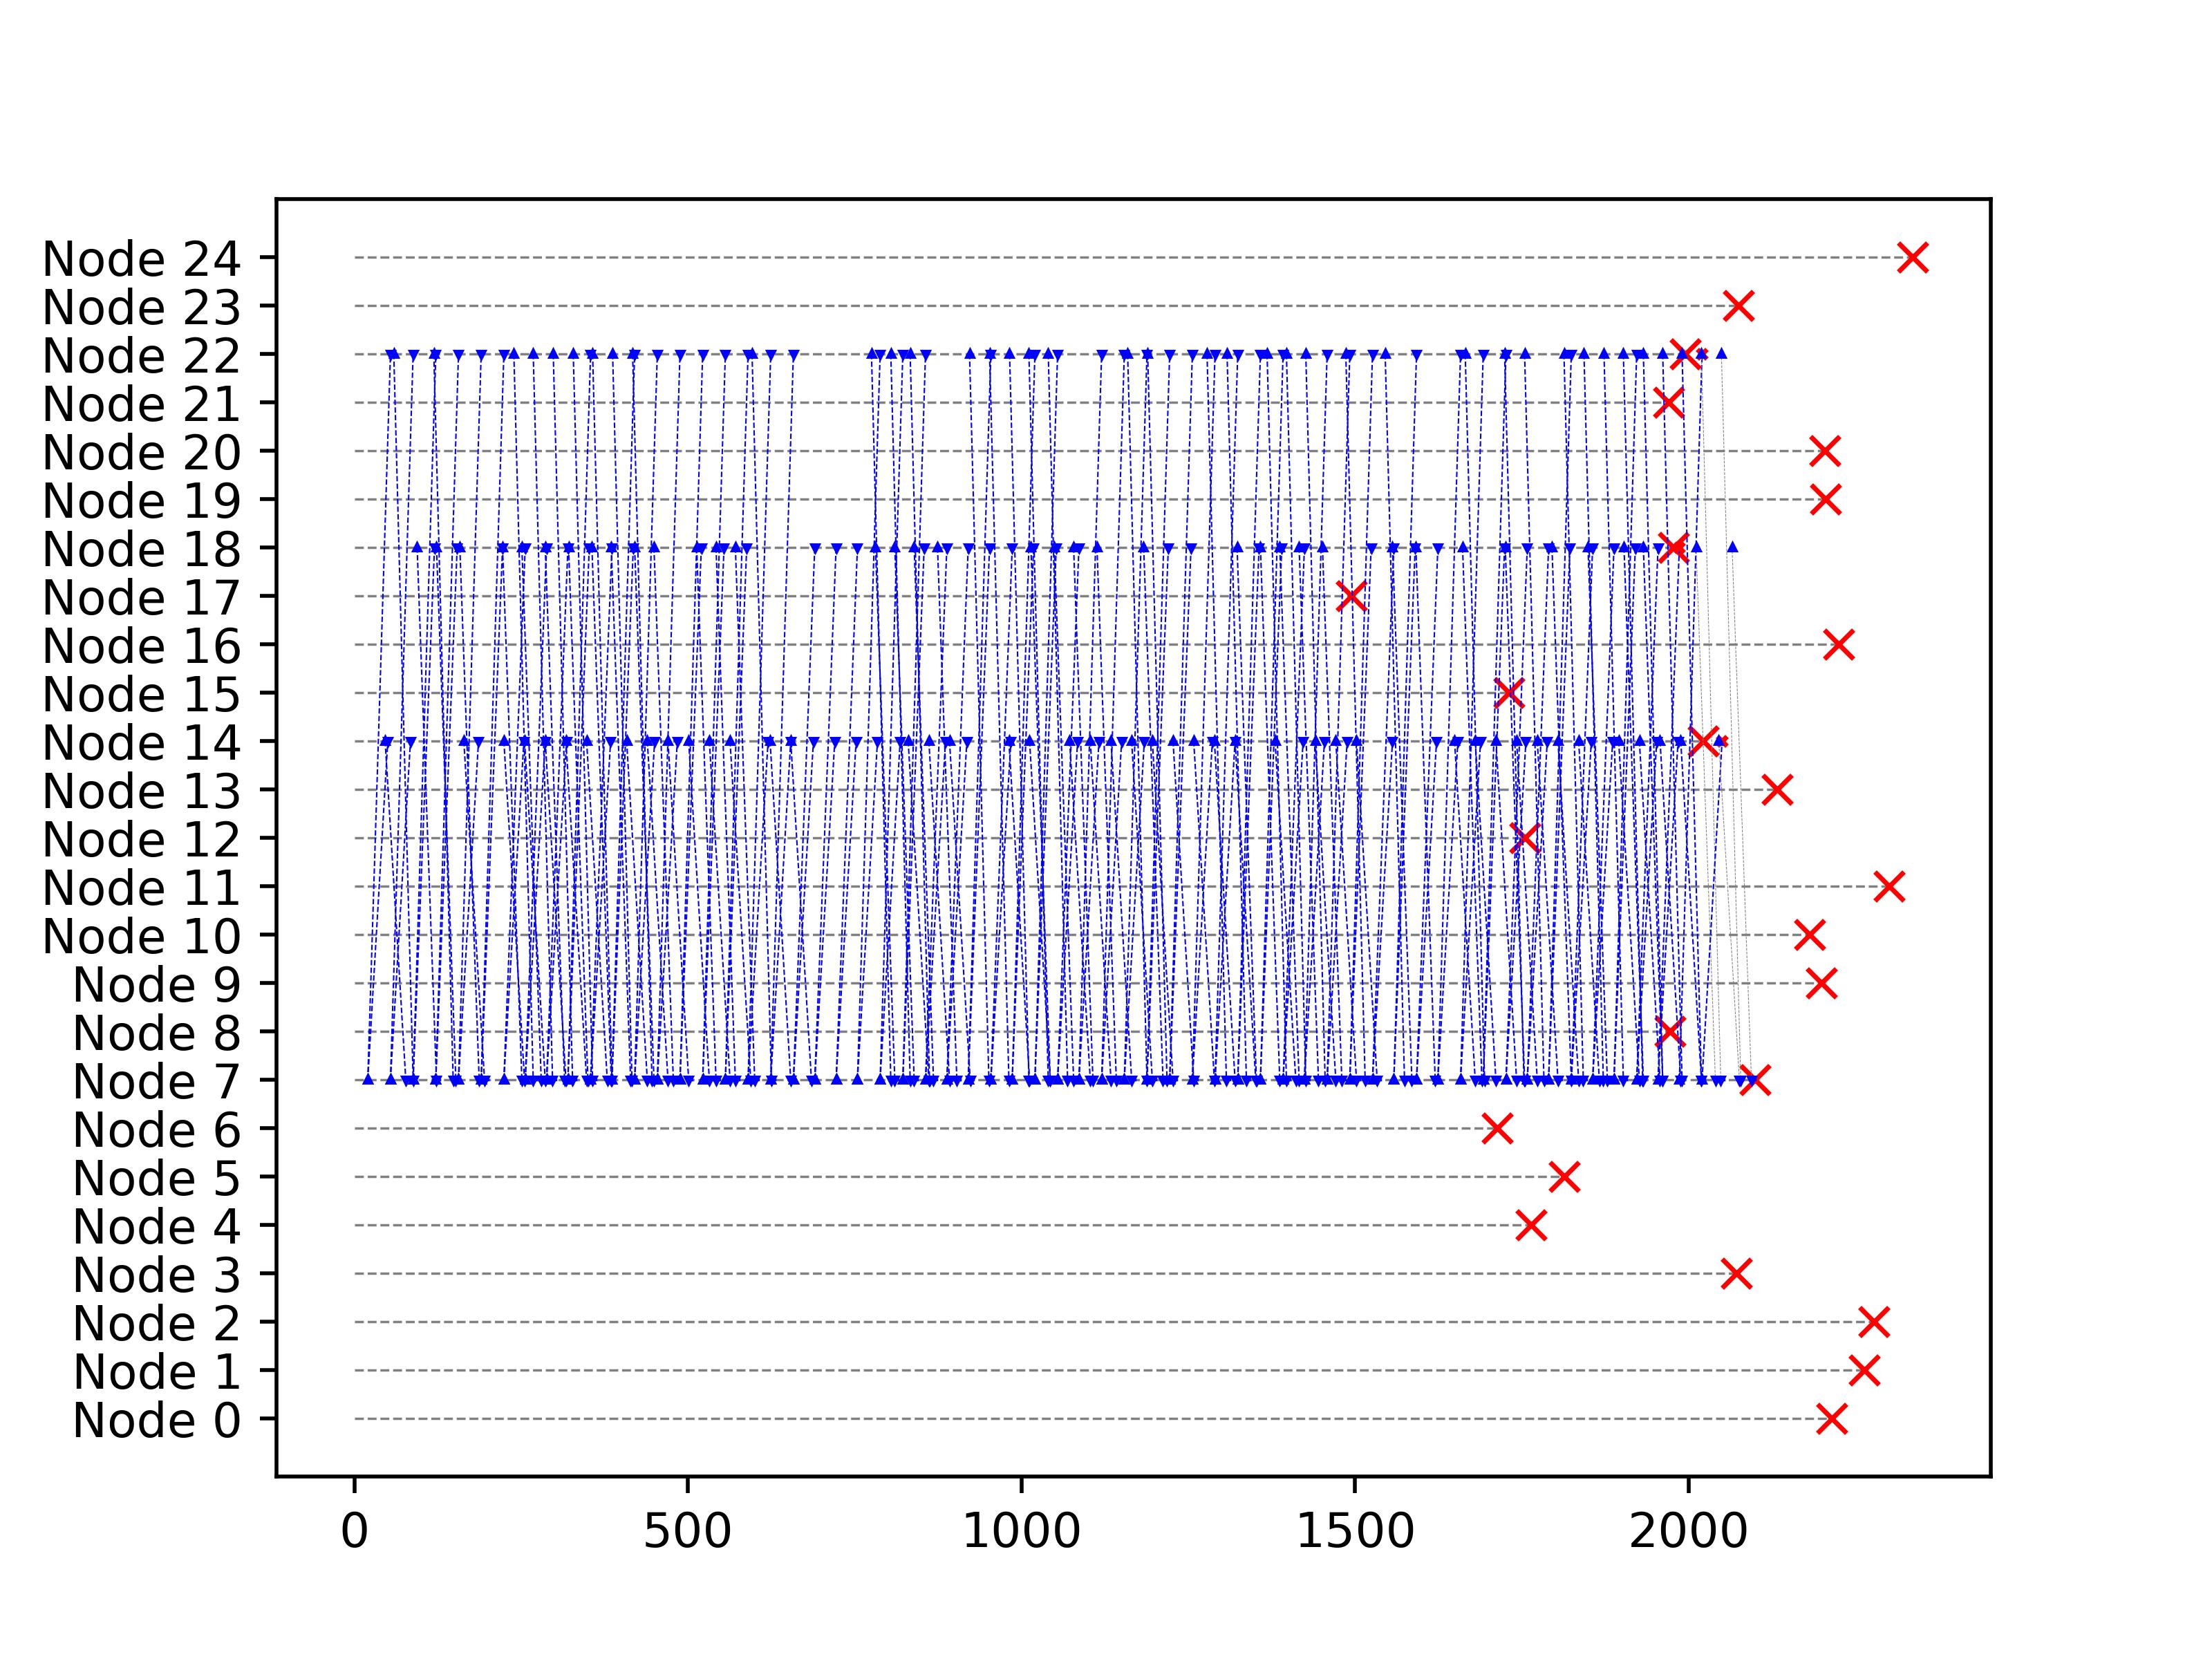 Node 24
Node 23
Node 22
Node 21
Node 20
Node 19
Node 18
Node 17
Node 16
Node 15
Node 14
Node 13
Node 12
Node 11
Node 10
Node 9
Node 8
Node 7
Node 6
Node 5
Node 4
Node 3
Node 2
Node 1
Node 0
0 500 1000 1500 2000